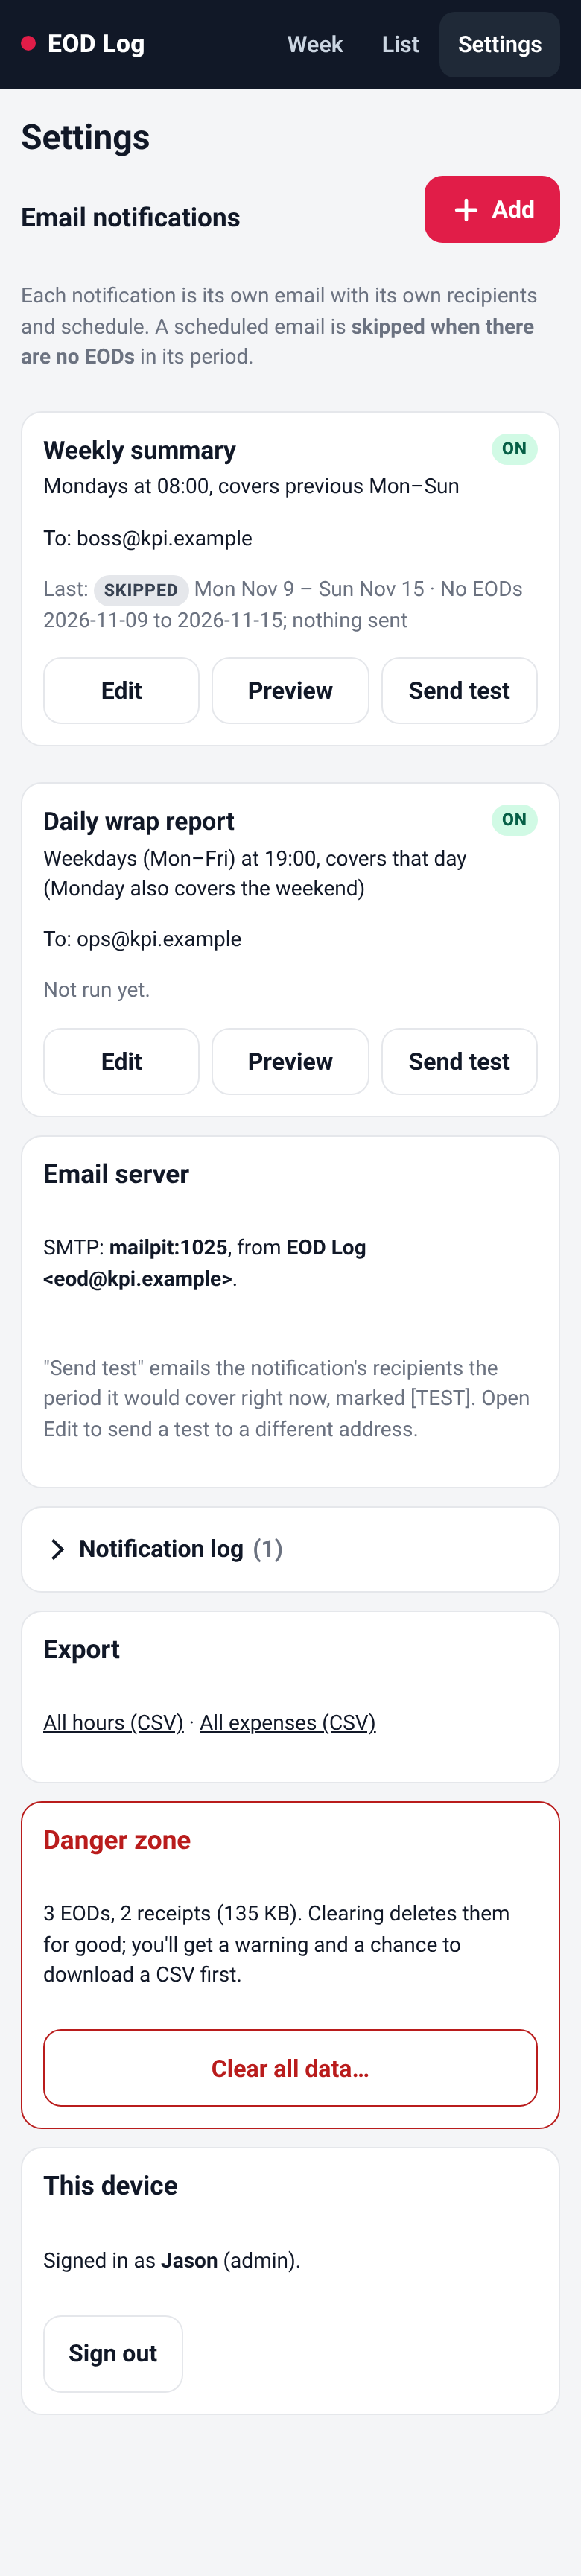 EOD Log
Week
List
Settings
Settings
Email notifications
Add
Each notification is its own email with its own recipients
and schedule. A scheduled email is skipped when there
are no EODs in its period.
Weekly summary
ON
Mondays at 08:00, covers previous Mon–Sun
To: boss@kpi.example
Last: SKIPPED Mon Nov 9 – Sun Nov 15 · No EODs
2026-11-09 to 2026-11-15; nothing sent
Edit
Preview
Send test
Daily wrap report
ON
Weekdays (Mon–Fri) at 19:00, covers that day
(Monday also covers the weekend)
To: ops@kpi.example
Not run yet.
Edit
Preview
Send test
Email server
SMTP: mailpit:1025, from EOD Log
<eod@kpi.example>.
"Send test" emails the notification's recipients the
period it would cover right now, marked [TEST]. Open
Edit to send a test to a different address.
Notification log (1)
Export
All hours (CSV) · All expenses (CSV)
Danger zone
3 EODs, 2 receipts (135 KB). Clearing deletes them
for good; you'll get a warning and a chance to
download a CSV first.
Clear all data…
This device
Signed in as Jason (admin).
Sign out